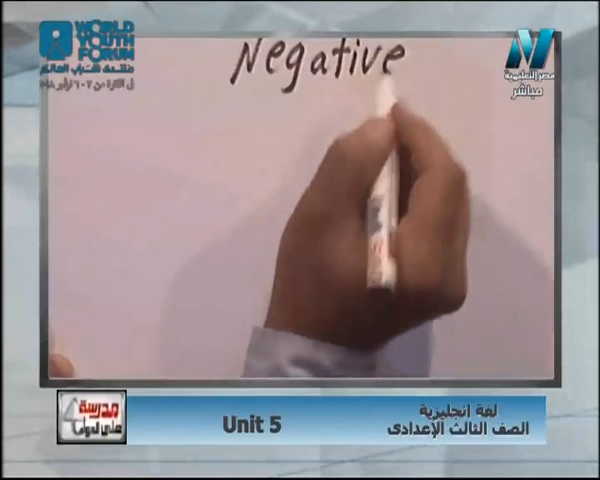 WORLD
YOUTH
FORUM
منتدى شباب العالم
Negative
مصر التعليمية
مباشر
مدرسة
على الهواء
Unit 5
لغة انجليزية
الصف الثالث الإعدادى